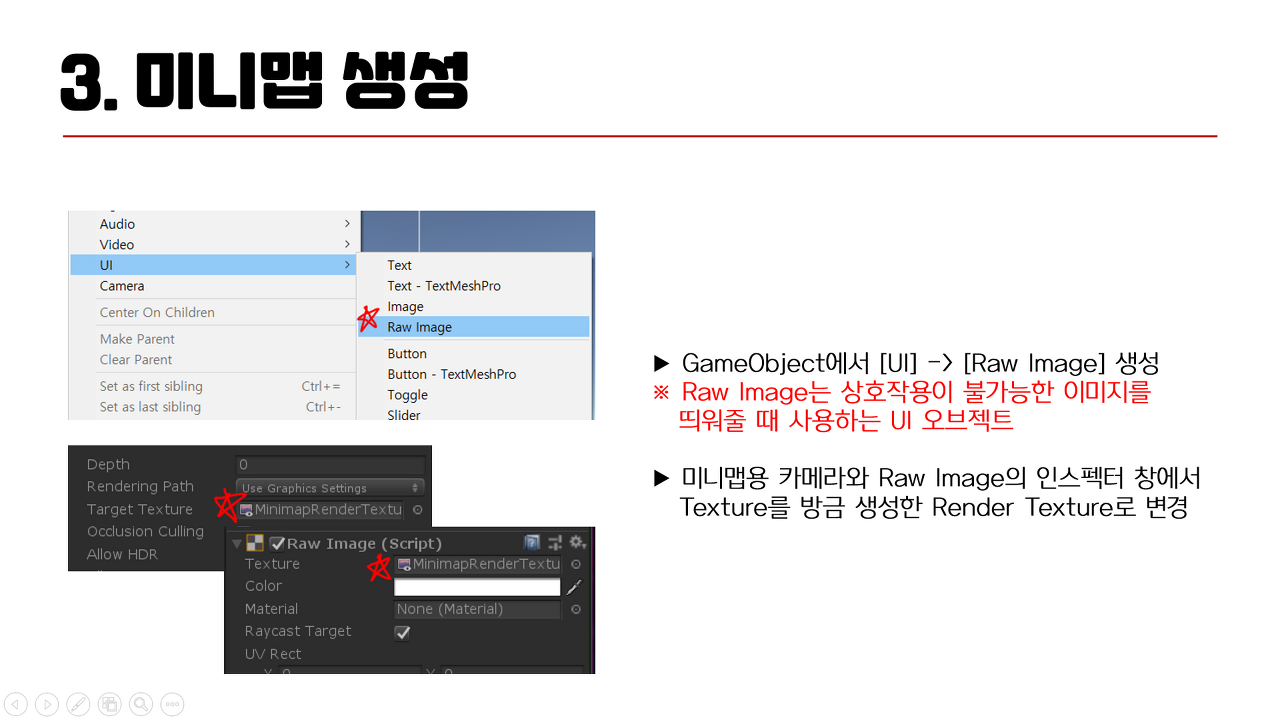 3. 미니맵 생성
Audio
Video
UI
Camera
Center On Children
Make Parent
Clear Parent
Set as first sibling Ctrl+=
Set as last sibling Ctrl+-
Text
Text - TextMeshPro
Image
Raw Image
Button
Button - TextMeshPro
Toggle
Slider
Depth 0
Rendering Path Use Graphics Settings
Target Texture MinimapRenderTextu
Occlusion Culling
Allow HDR
Raw Image (Script)
Texture MinimapRenderTextu
Color
Material None (Material)
Raycast Target
UV Rect
▶ GameObject에서 [UI] -> [Raw Image] 생성
※ Raw Image는 상호작용이 불가능한 이미지를
띄워줄 때 사용하는 UI 오브젝트
▶ 미니맵용 카메라와 Raw Image의 인스펙터 창에서
Texture를 방금 생성한 Render Texture로 변경